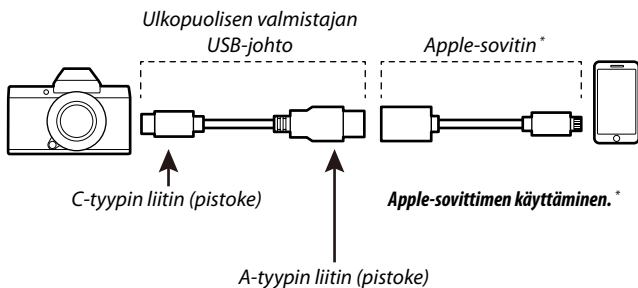 Ulkopuolisen valmistajan
USB-johto
Apple-sovitin*
C-tyypin liitin (pistoke)
Apple-sovittimen käyttäminen.*
A-tyypin liitin (pistoke)